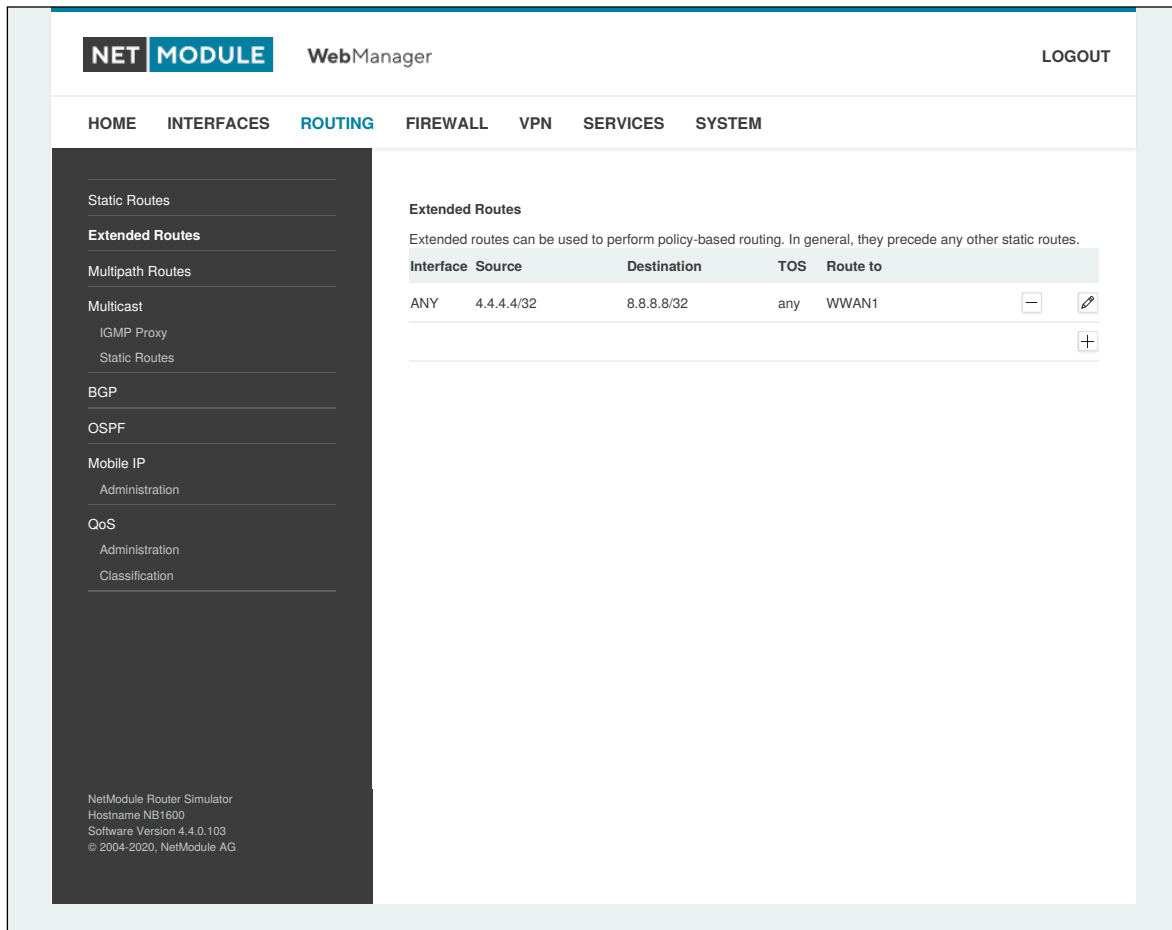 NET MODULE WebManager LOGOUT
HOME INTERFACES ROUTING FIREWALL VPN SERVICES SYSTEM
Static Routes
Extended Routes
Multipath Routes
Multicast
IGMP Proxy
Static Routes
BGP
OSPF
Mobile IP
Administration
QoS
Administration
Classification
NetModule Router Simulator
Hostname NB1600
Software Version 4.4.0.103
© 2004-2020, NetModule AG
Extended Routes
Extended routes can be used to perform policy-based routing. In general, they precede any other static routes.
Interface Source Destination TOS Route to
ANY 4.4.4.4/32 8.8.8.8/32 any WWAN1